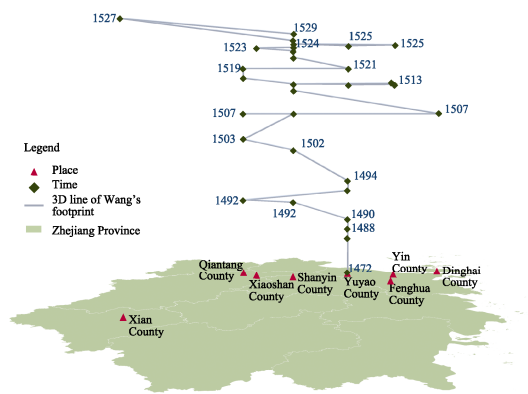 1527
1529
1525
1524
1525
1523
1521
1519
1513
1507
1507
1503
1502
1494
1492
1492
1490
1488
1472
Legend
Place
Time
3D line of Wang's
footprint
Zhejiang Province
Qiantang
County
Xiaoshan
County
Shanyin
County
Yuyao
County
Yin
County
Fenghua
County
Dinghai
County
Xian
County